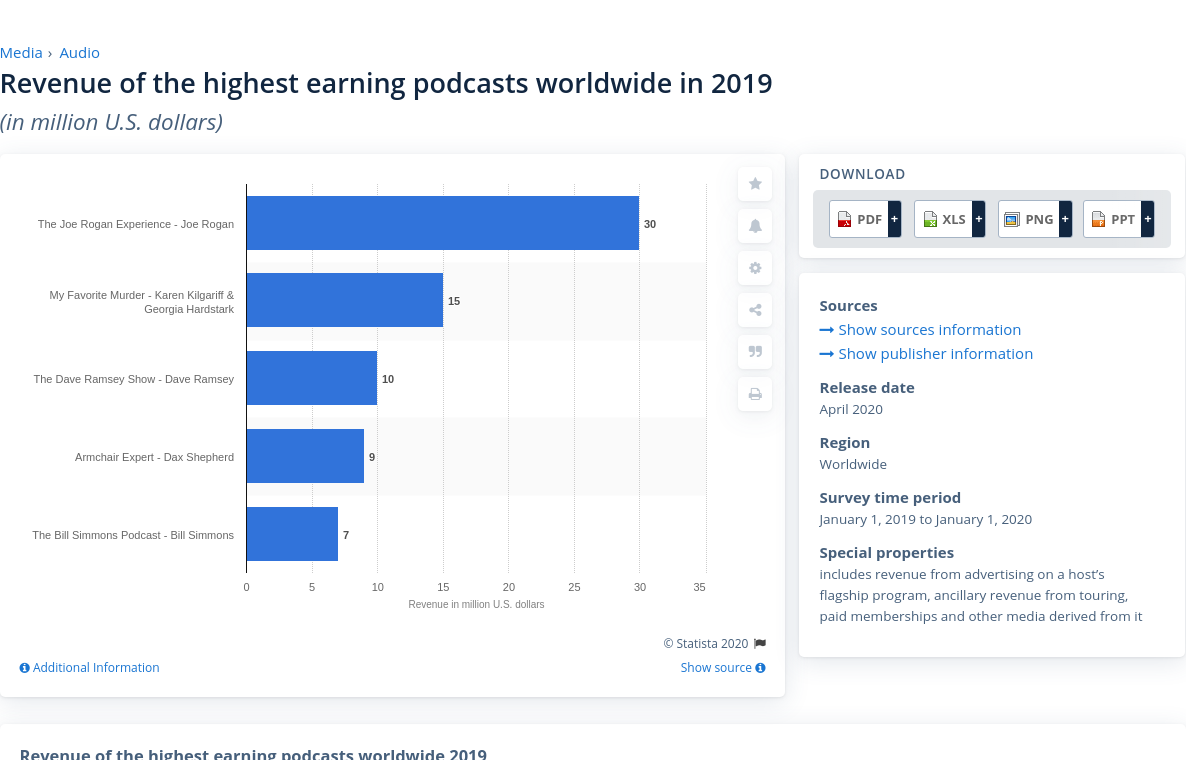 Media › Audio
Revenue of the highest earning podcasts worldwide in 2019
(in million U.S. dollars)
The Joe Rogan Experience - Joe Rogan
30
My Favorite Murder - Karen Kilgariff &
Georgia Hardstark
15
The Dave Ramsey Show - Dave Ramsey
10
Armchair Expert - Dax Shepherd
9
The Bill Simmons Podcast - Bill Simmons
7
0 5 10 15 20 25 30 35
Revenue in million U.S. dollars
© Statista 2020
Additional Information
Show source
DOWNLOAD
PDF + XLS + PNG + PPT +
Sources
Show sources information
Show publisher information
Release date
April 2020
Region
Worldwide
Survey time period
January 1, 2019 to January 1, 2020
Special properties
includes revenue from advertising on a host’s
flagship program, ancillary revenue from touring,
paid memberships and other media derived from it
Revenue of the highest earning podcasts worldwide 2019